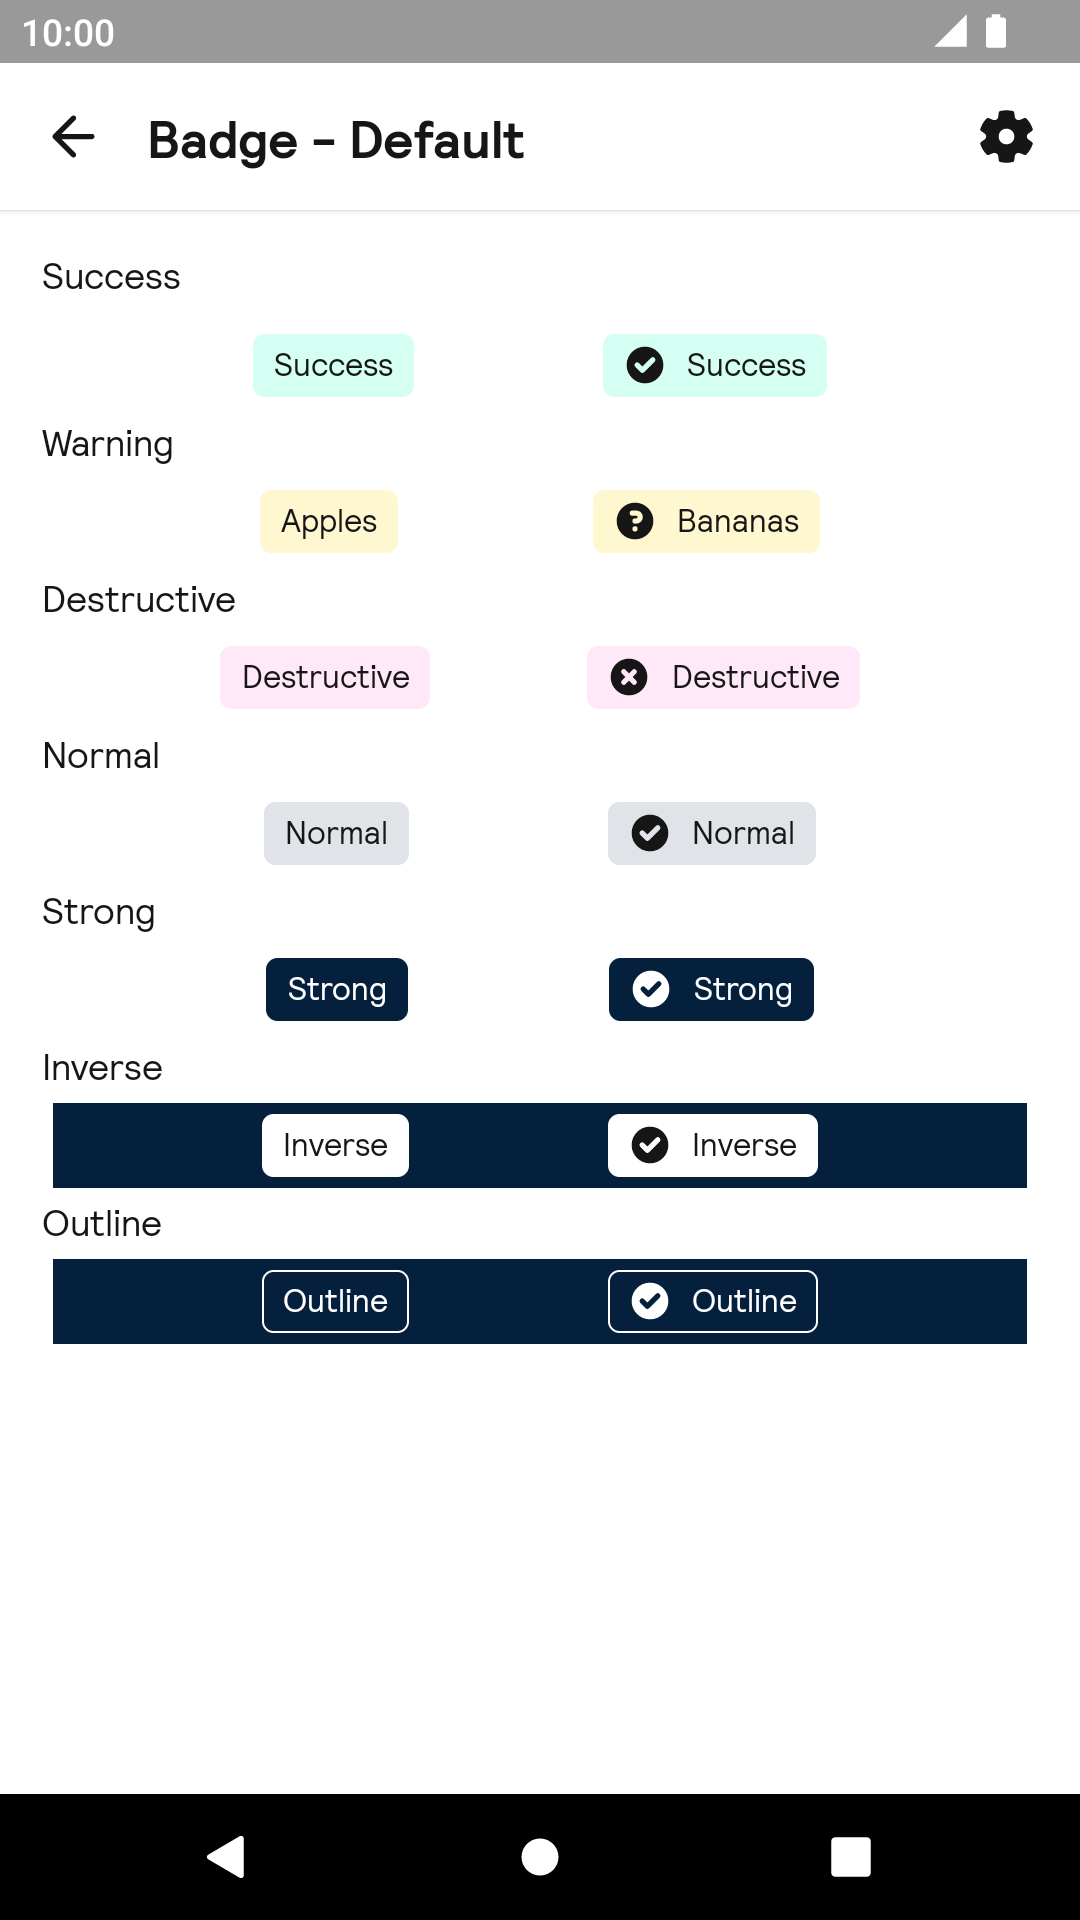 10:00
Badge – Default
Success
Success Success
Warning
Apples Bananas
Destructive
Destructive Destructive
Normal
Normal Normal
Strong
Strong Strong
Inverse
Inverse Inverse
Outline
Outline Outline